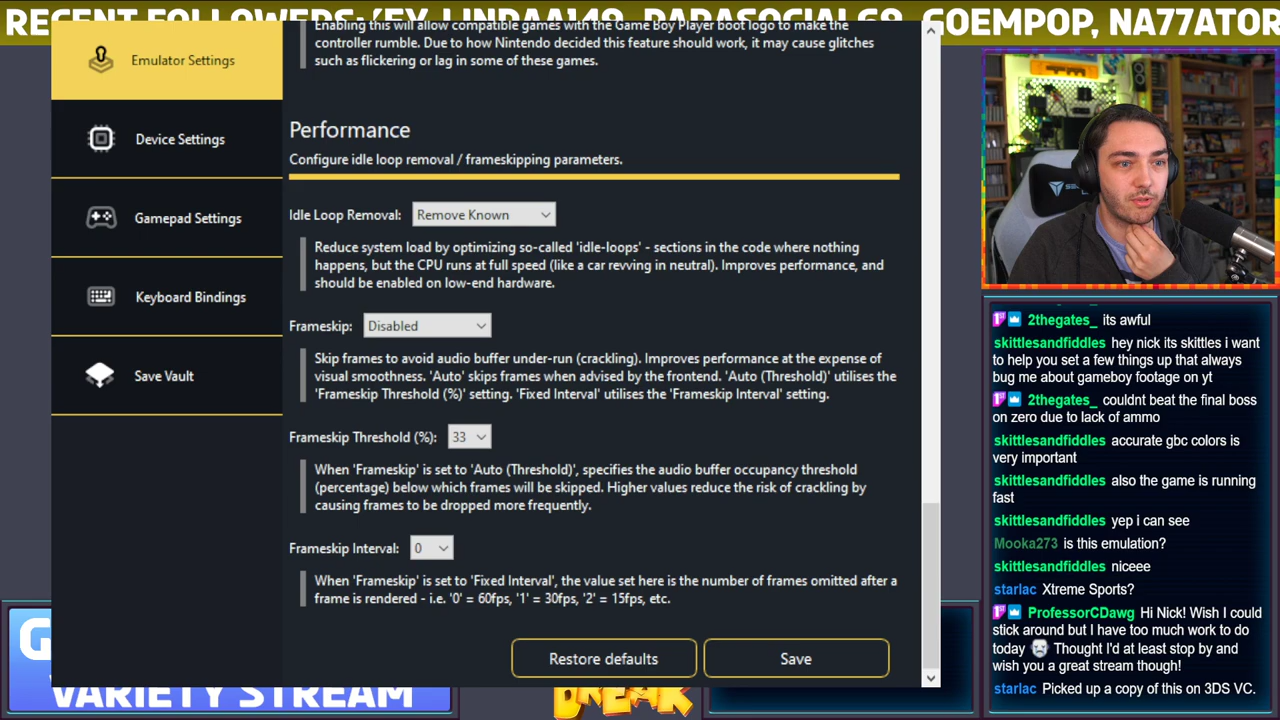 RECENT FOLLOWERS: (FY_LINDAA149, PARASOCIAL69, GOEMPOP, NA77ATOR
Enabling this will allow compatible games with the Game Boy Player boot logo to make the
controller rumble. Due to how Nintendo decided this feature should work, it may cause glitches
such as flickering or lag in some of these games.
Emulator Settings
Device Settings
Gamepad Settings
Keyboard Bindings
Save Vault
Performance
Configure idle loop removal / frameskipping parameters.
Idle Loop Removal: Remove Known
Reduce system load by optimizing so-called 'idle-loops' - sections in the code where nothing
happens, but the CPU runs at full speed (like a car revving in neutral). Improves performance, and
should be enabled on low-end hardware.
Frameskip: Disabled
Skip frames to avoid audio buffer under-run (crackling). Improves performance at the expense of
visual smoothness. 'Auto' skips frames when advised by the frontend. 'Auto (Threshold)' utilises the
'Frameskip Threshold (%)' setting. 'Fixed Interval' utilises the 'Frameskip Interval' setting.
Frameskip Threshold (%): 33
When 'Frameskip' is set to 'Auto (Threshold)', specifies the audio buffer occupancy threshold
(percentage) below which frames will be skipped. Higher values reduce the risk of crackling by
causing frames to be dropped more frequently.
Frameskip Interval: 0
When 'Frameskip' is set to 'Fixed Interval', the value set here is the number of frames omitted after a
frame is rendered - i.e. '0' = 60fps, '1' = 30fps, '2' = 15fps, etc.
Restore defaults
Save
VARIETY STREAM
BREAK
2thegates_ its awful
skittlesandfiddles hey nick its skittles i want
to help you set a few things up that always
bug me about gameboy footage on yt
2thegates_ couldnt beat the final boss
on zero due to lack of ammo
skittlesandfiddles accurate gbc colors is
very important
skittlesandfiddles also the game is running
fast
skittlesandfiddles yep i can see
Mooka273 is this emulation?
skittlesandfiddles niceee
starlac Xtreme Sports?
ProfessorCDawg Hi Nick! Wish I could
stick around but I have too much work to do
today Thought I'd at least stop by and
wish you a great stream though!
starlac Picked up a copy of this on 3DS VC.